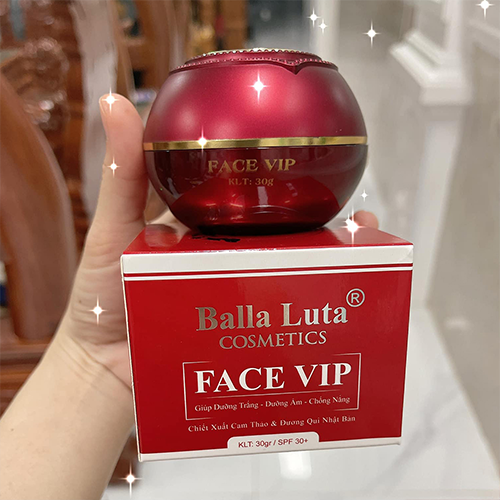 FACE VIP
KLT: 30g
Balla Luta®
COSMETICS
FACE VIP
Giúp Dưỡng Trắng - Dưỡng Ẩm - Chống Nắng
Chiết Xuất Cam Thảo & Đương Qui Nhật Bản
KLT: 30gr / SPF 30+